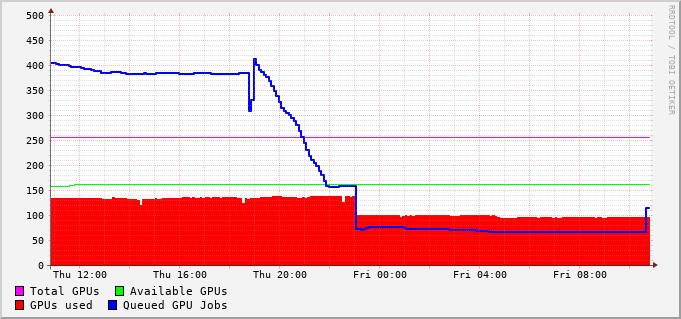 500
450
400
350
300
250
200
150
100
50
0
Thu 12:00 Thu 16:00 Thu 20:00 Fri 00:00 Fri 04:00 Fri 08:00
Total GPUs Available GPUs
GPUs used Queued GPU Jobs
RRDTOOL / TOBI OETIKER